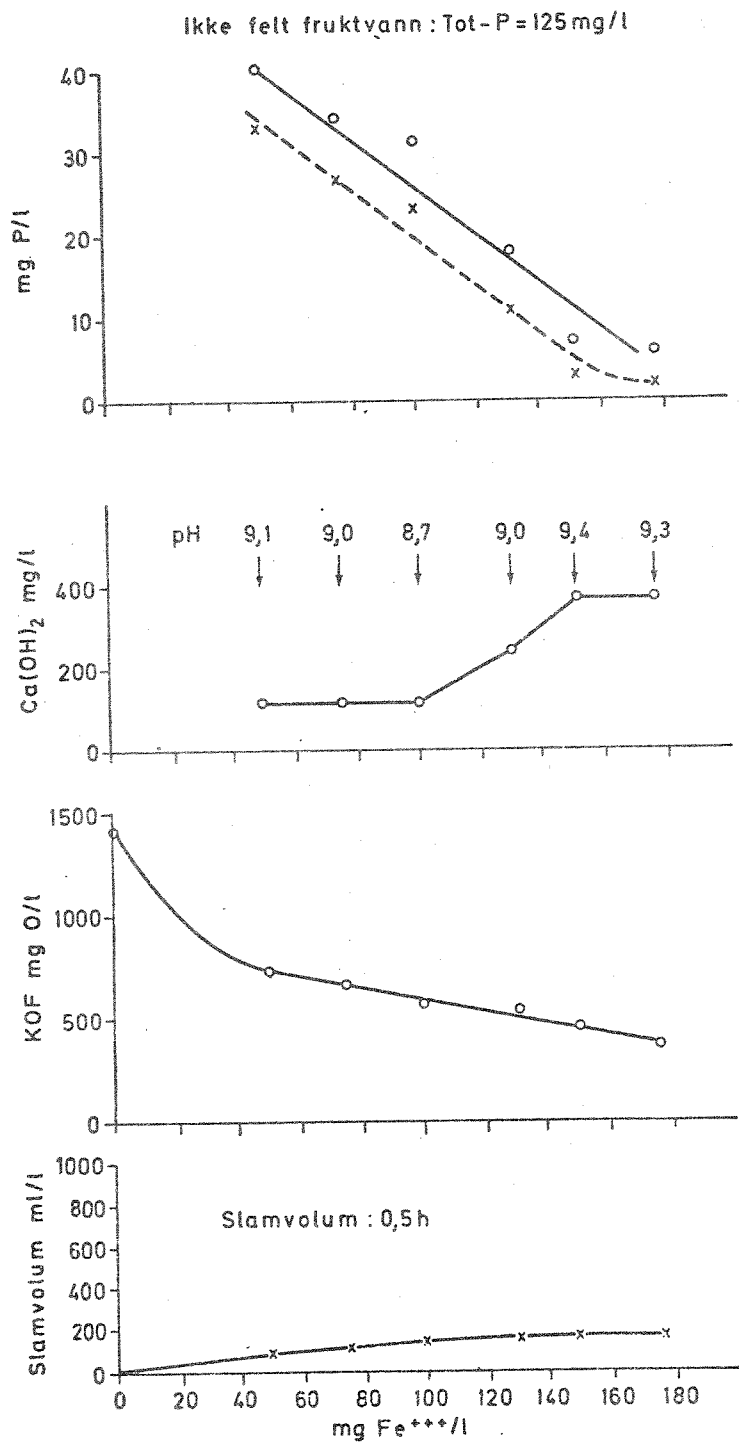 Ikke felt fruktvann : Tot-P = 125 mg/l
40
30
20
10
0
mg P/l
pH 9,1 9,0 8,7 9,0 9,4 9,3
400
200
0
Ca(OH)2 mg/l
1500
1000
500
0
KOF mg O/l
1000
800
600
400
200
0
Slamvolum ml/l
Slamvolum : 0,5h
0 20 40 60 80 100 120 140 160 180
mg Fe+++/l